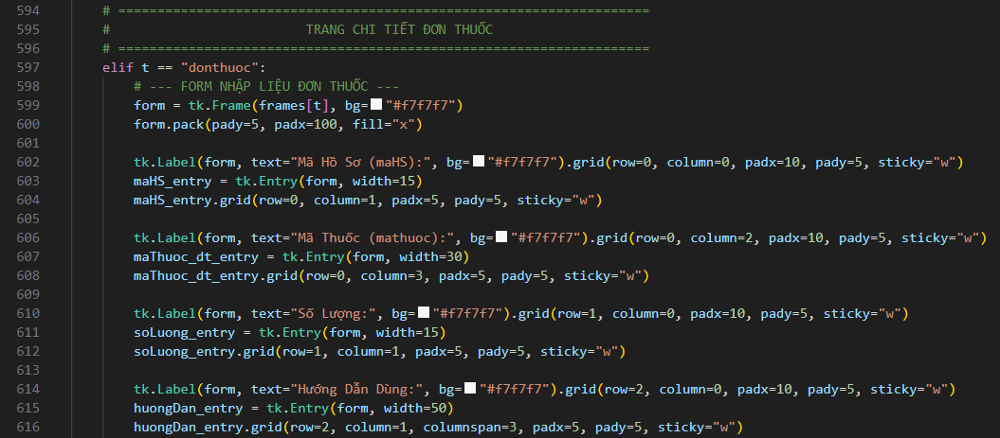 594 # ====================================================================
595 #                         TRANG CHI TIẾT ĐƠN THUỐC
596 # ====================================================================
597 elif t == "donthuoc":
598     # --- FORM NHẬP LIỆU ĐƠN THUỐC ---
599     form = tk.Frame(frames[t], bg="#f7f7f7")
600     form.pack(pady=5, padx=100, fill="x")
601
602     tk.Label(form, text="Mã Hồ Sơ (maHS):", bg="#f7f7f7").grid(row=0, column=0, padx=10, pady=5, sticky="w")
603     maHS_entry = tk.Entry(form, width=15)
604     maHS_entry.grid(row=0, column=1, padx=5, pady=5, sticky="w")
605
606     tk.Label(form, text="Mã Thuốc (mathuoc):", bg="#f7f7f7").grid(row=0, column=2, padx=10, pady=5, sticky="w")
607     maThuoc_dt_entry = tk.Entry(form, width=30)
608     maThuoc_dt_entry.grid(row=0, column=3, padx=5, pady=5, sticky="w")
609
610     tk.Label(form, text="Số Lượng:", bg="#f7f7f7").grid(row=1, column=0, padx=10, pady=5, sticky="w")
611     soLuong_entry = tk.Entry(form, width=15)
612     soLuong_entry.grid(row=1, column=1, padx=5, pady=5, sticky="w")
613
614     tk.Label(form, text="Hướng Dẫn Dùng:", bg="#f7f7f7").grid(row=2, column=0, padx=10, pady=5, sticky="w")
615     huongDan_entry = tk.Entry(form, width=50)
616     huongDan_entry.grid(row=2, column=1, columnspan=3, padx=5, pady=5, sticky="w")